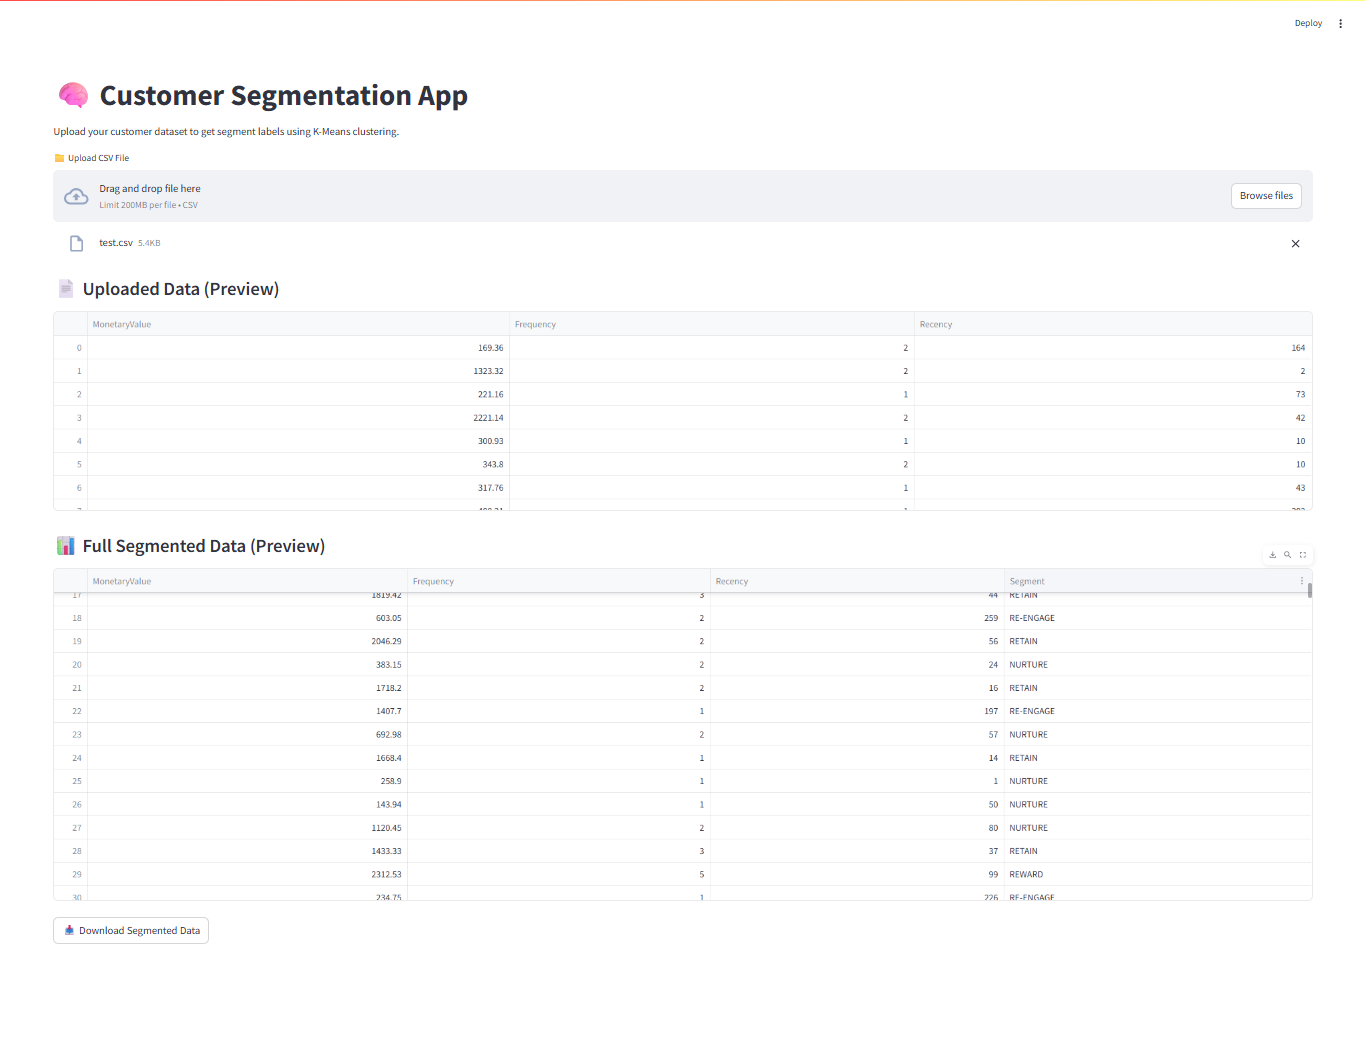 Deploy
Customer Segmentation App
Upload your customer dataset to get segment labels using K-Means clustering.
Upload CSV File
Drag and drop file here
Limit 200MB per file • CSV
Browse files
test.csv 5.4KB
Uploaded Data (Preview)
MonetaryValue Frequency Recency
0 169.36 2 164
1 1323.32 2 2
2 221.16 1 73
3 2221.14 2 42
4 300.93 1 10
5 343.8 2 10
6 317.76 1 43
Full Segmented Data (Preview)
MonetaryValue Frequency Recency Segment
17 1819.42 3 44 RETAIN
18 603.05 2 259 RE-ENGAGE
19 2046.29 2 56 RETAIN
20 383.15 2 24 NURTURE
21 1718.2 2 16 RETAIN
22 1407.7 1 197 RE-ENGAGE
23 692.98 2 57 NURTURE
24 1668.4 1 14 RETAIN
25 258.9 1 1 NURTURE
26 143.94 1 50 NURTURE
27 1120.45 2 80 NURTURE
28 1433.33 3 37 RETAIN
29 2312.53 5 99 REWARD
30 234.75 1 226 RE-ENGAGE
Download Segmented Data